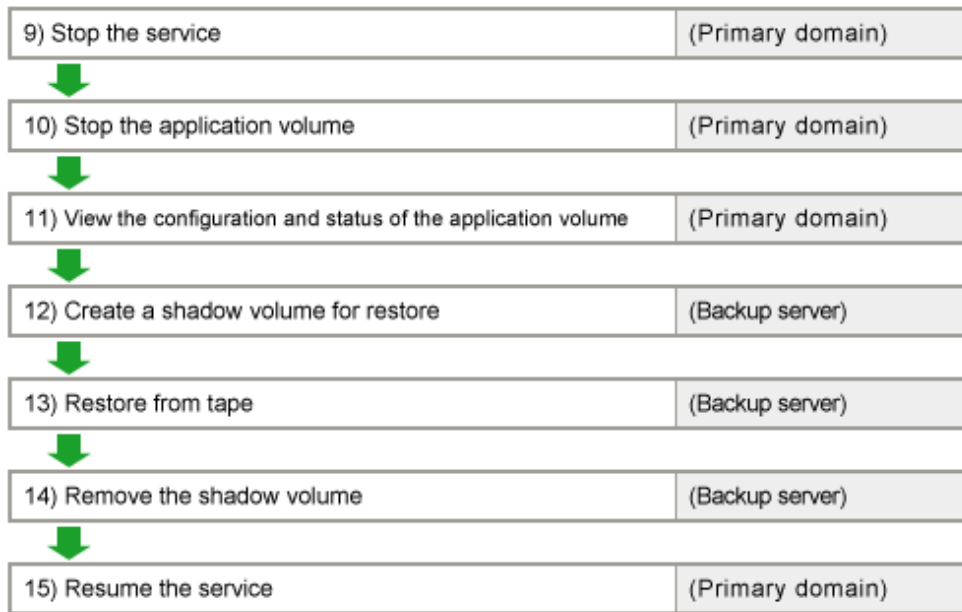 9) Stop the service (Primary domain)
10) Stop the application volume (Primary domain)
11) View the configuration and status of the application volume (Primary domain)
12) Create a shadow volume for restore (Backup server)
13) Restore from tape (Backup server)
14) Remove the shadow volume (Backup server)
15) Resume the service (Primary domain)